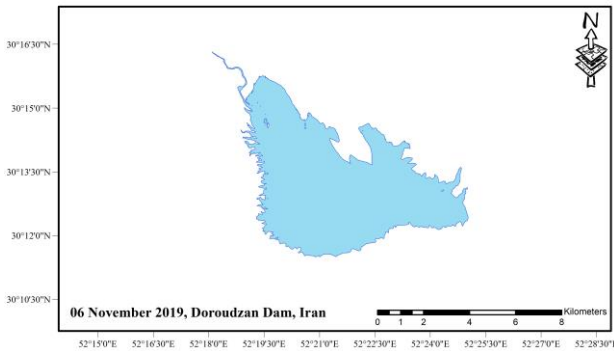 N
30°16'30"N
30°15'0"N
30°13'30"N
30°12'0"N
30°10'30"N
06 November 2019, Doroudzan Dam, Iran
Kilometers
0 1 2 4 6 8
52°15'0"E 52°16'30"E 52°18'0"E 52°19'30"E 52°21'0"E 52°22'30"E 52°24'0"E 52°25'30"E 52°27'0"E 52°28'30"E